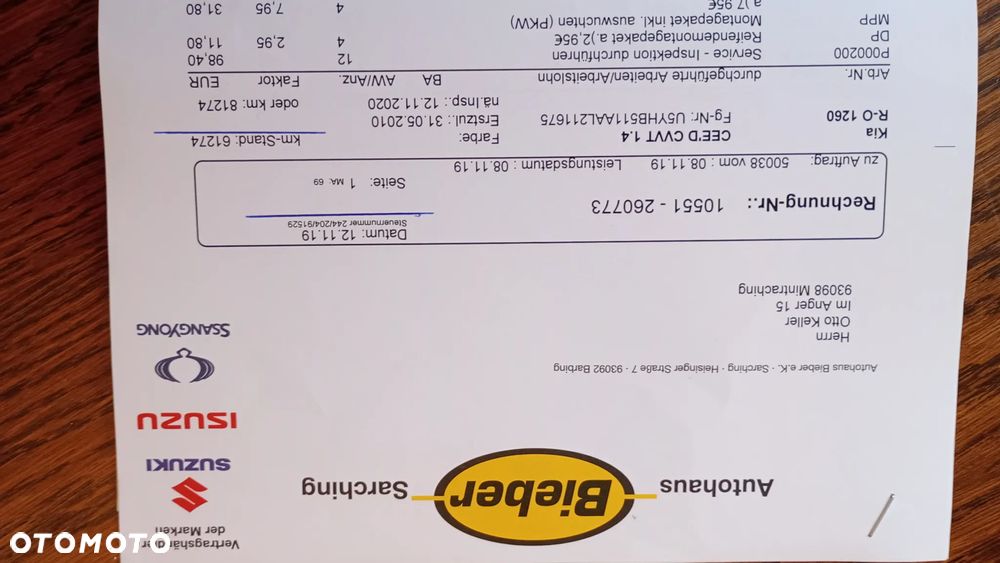 Vertragshändler
der Marken
Autohaus Bieber Sarching
SUZUKI
ISUZU
SSANGYONG
Autohaus Bieber e.K. · Sarching · Heisinger Straße 7 · 93092 Barbing
Herrn
Otto Keller
Im Anger 15
93098 Mintraching
Datum: 12.11.19
Steuernummer 244/204/91529
Rechnung-Nr.: 10551 - 260773
Seite: 1 MA. 69
zu Auftrag: 50038 vom : 08.11.19 Leistungsdatum : 08.11.19
Kia CEE'D CVVT 1.4 Farbe: km-Stand: 61274
R-O 1260 Fg-Nr: U5YHB511AAL211675 Erstzul.: 31.05.2010
nä.Insp.: 12.11.2020 oder km: 81274
Arb.Nr. durchgeführte Arbeiten/Arbeitslohn BA AW/Anz. Faktor EUR
P000200 Service - Inspektion durchführen 12 98,40
DP Reifendemontagepaket a.)2,95€ 4 2,95 11,80
MPP Montagepaket inkl. auswuchten (PKW)
a.)7,95€ 4 7,95 31,80
OTOMOTO